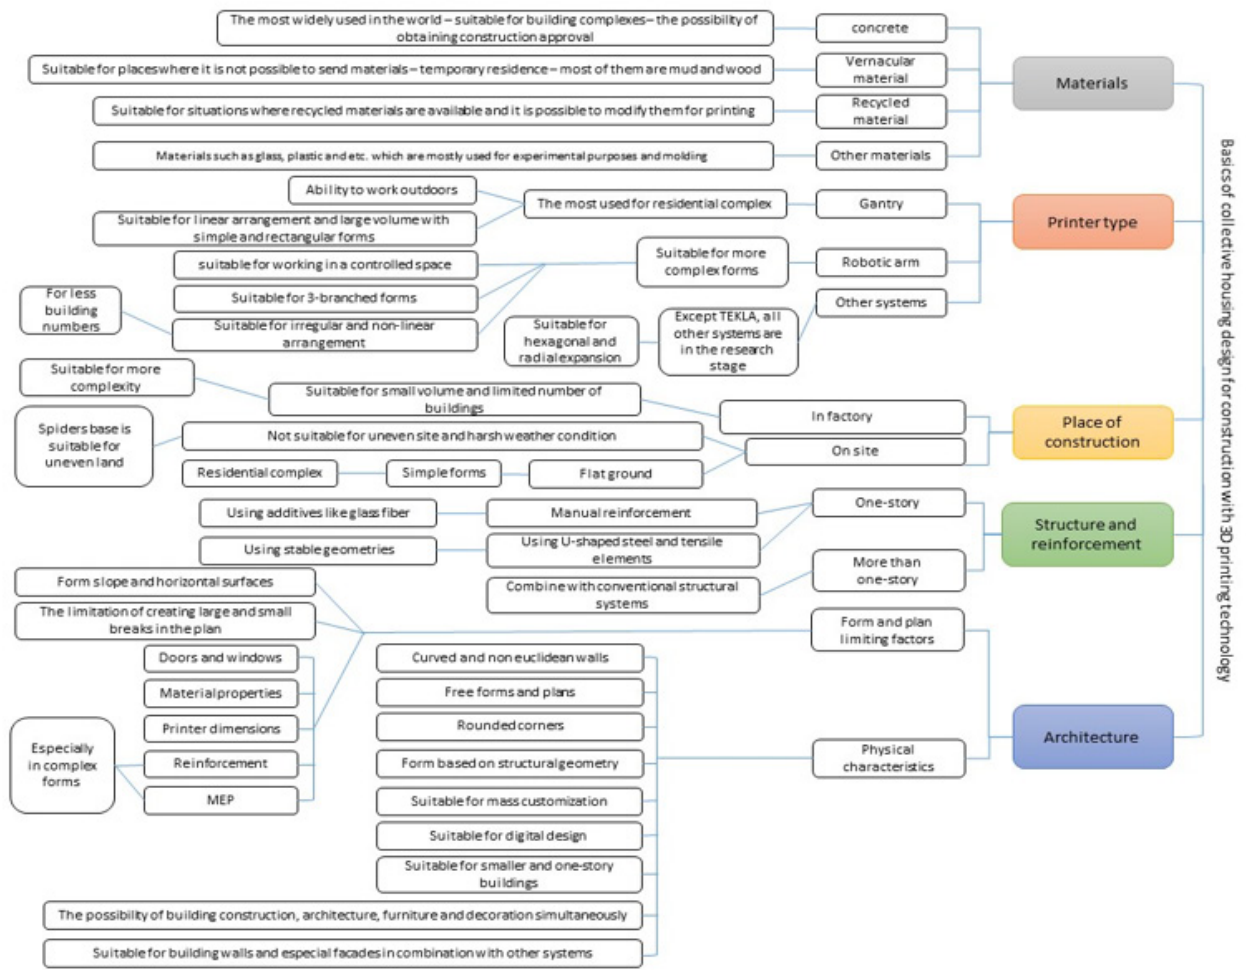 The most widely used in the world – suitable for building complexes – the possibility of
obtaining construction approval
concrete
Suitable for places where it is not possible to send materials – temporary residence – most of them are mud and wood
Vernacular
material
Suitable for situations where recycled materials are available and it is possible to modify them for printing
Recycled
material
Materials such as glass, plastic and etc. which are mostly used for experimental purposes and molding
Other materials
Materials
Ability to work outdoors
Suitable for linear arrangement and large volume with
simple and rectangular forms
The most used for residential complex
Gantry
Printer type
suitable for working in a controlled space
Suitable for 3-branched forms
Suitable for irregular and non-linear
arrangement
For less
building
numbers
Suitable for more
complex forms
Robotic arm
Suitable for
hexagonal and
radial expansion
Except TEKLA, all
other systems are
in the research
stage
Other systems
Suitable for more
complexity
Suitable for small volume and limited number of
buildings
In factory
Place of
construction
Spiders base is
suitable for
uneven land
Not suitable for uneven site and harsh weather condition
On site
Residential complex
Simple forms
Flat ground
Using additives like glass fiber
Manual reinforcement
One-story
Using stable geometries
Using U-shaped steel and tensile
elements
Structure and
reinforcement
Combine with conventional structural
systems
More than
one-story
Form slope and horizontal surfaces
The limitation of creating large and small
breaks in the plan
Form and plan
limiting factors
Doors and windows
Material properties
Printer dimensions
Reinforcement
MEP
Especially
in complex
forms
Curved and non euclidean walls
Free forms and plans
Rounded corners
Form based on structural geometry
Suitable for mass customization
Suitable for digital design
Suitable for smaller and one-story
buildings
The possibility of building construction, architecture, furniture and decoration simultaneously
Suitable for building walls and especial facades in combination with other systems
Physical
characteristics
Architecture
Basics of collective housing design for construction with 3D printing technology